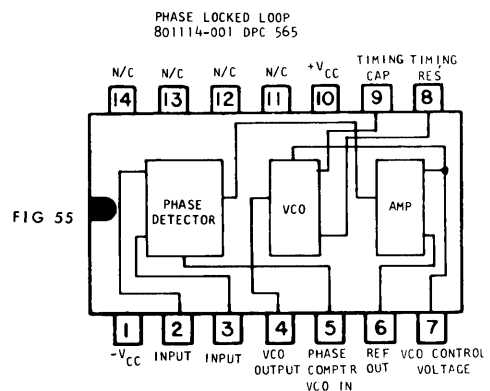 PHASE LOCKED LOOP
801114-001 DPC 565
N/C N/C N/C N/C +VCC TIMING CAP TIMING RES
14 13 12 11 10 9 8
PHASE DETECTOR
VCO
AMP
FIG 55
1 2 3 4 5 6 7
-VCC INPUT INPUT VCO OUTPUT PHASE COMPTR VCO IN REF OUT VCO CONTROL VOLTAGE